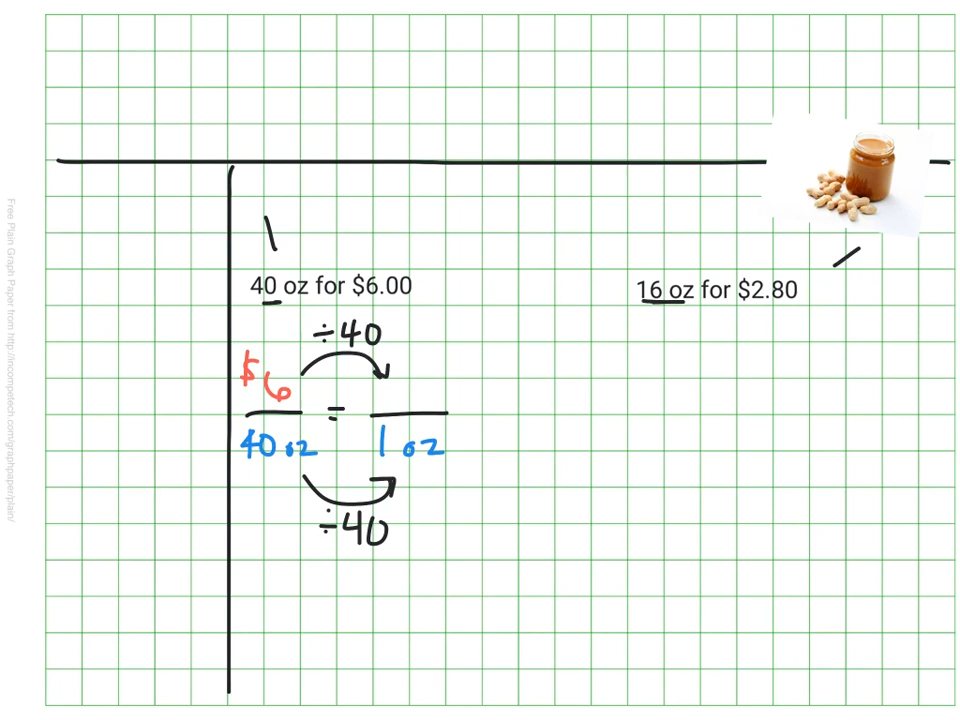 40 oz for $6.00
16 oz for $2.80
÷40
$6 = 
40 oz 1 oz
÷40
Free Plain Graph Paper from http://incompetech.com/graphpaper/plain/